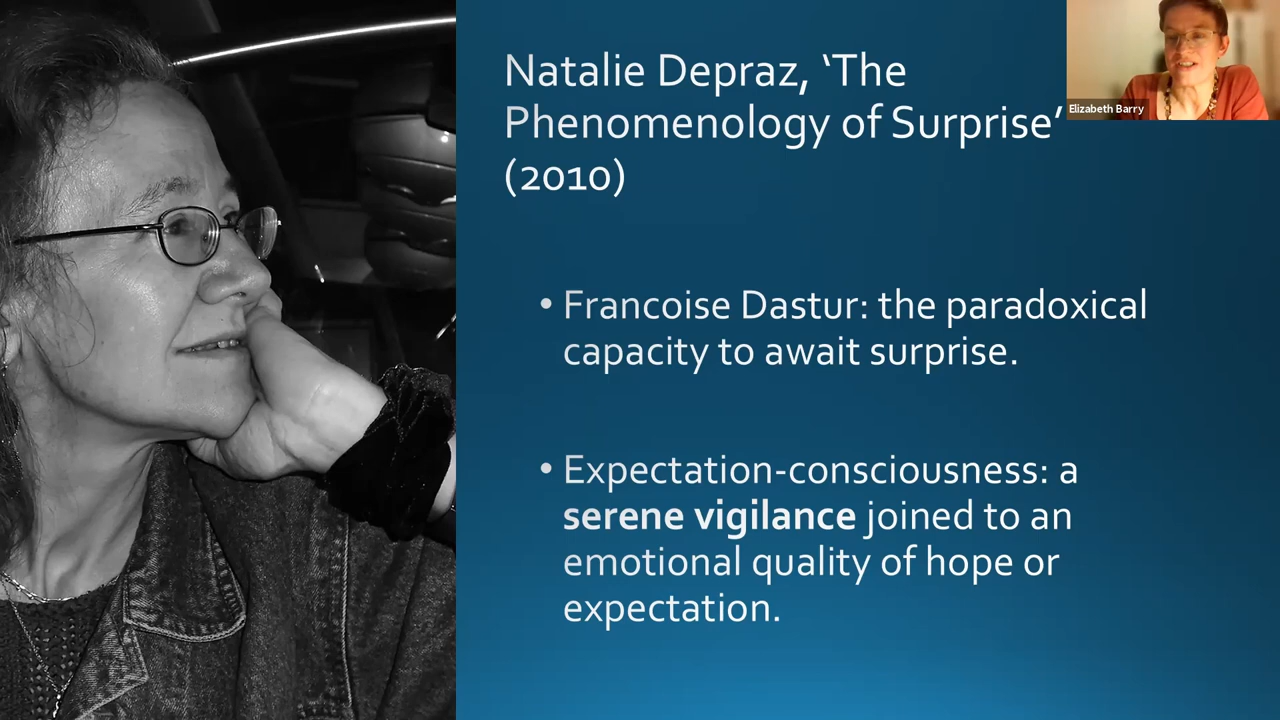 Natalie Depraz, ‘The
Phenomenology of Surprise’
(2010)
Elizabeth Barry
• Francoise Dastur: the paradoxical
capacity to await surprise.
• Expectation-consciousness: a
serene vigilance joined to an
emotional quality of hope or
expectation.